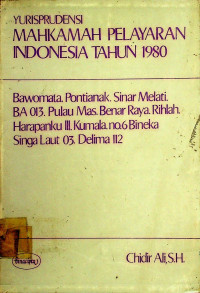 YURISPRUDENSI
MAHKAMAH PELAYARAN
INDONESIA TAHUN 1980
Bawomata. Pontianak. Sinar Melati.
BA 013. Pulau Mas. Benar Raya. Rihlah.
Harapanku III. Kumala. no.6 Bineka
Singa Laut 03. Delima 112
Chidir Ali, S.H.